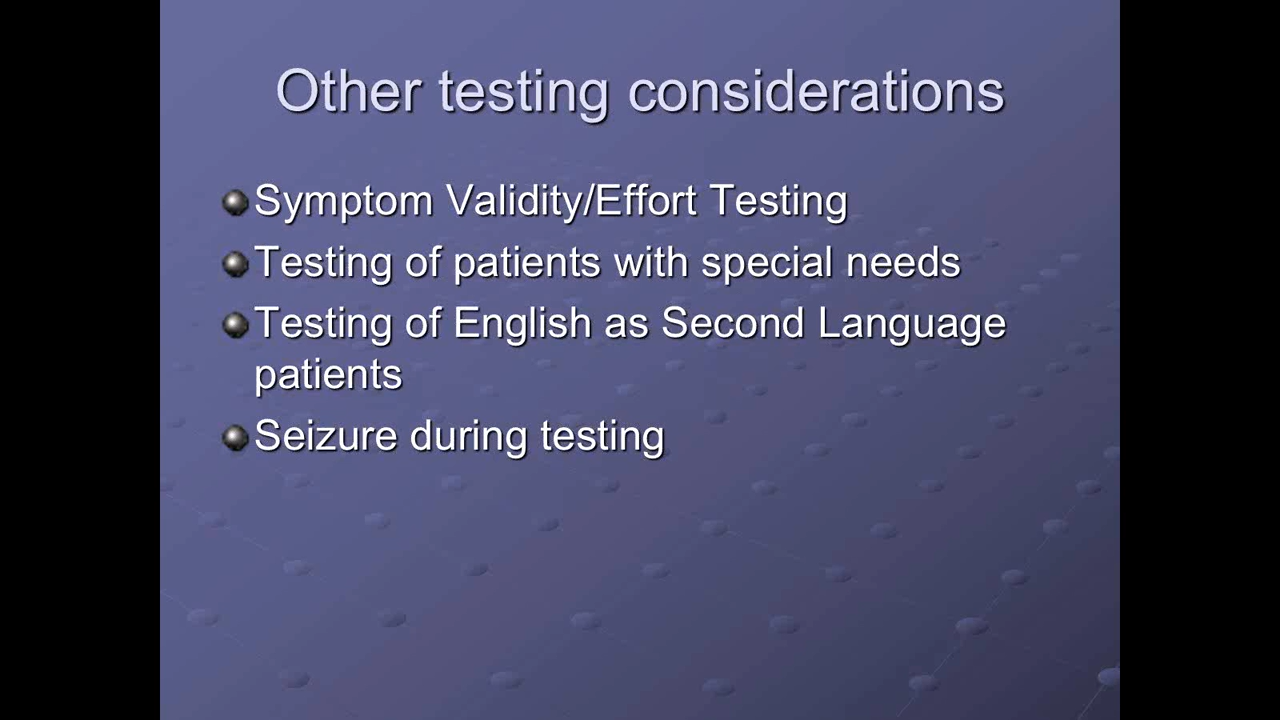 Other testing considerations
Symptom Validity/Effort Testing
Testing of patients with special needs
Testing of English as Second Language
patients
Seizure during testing